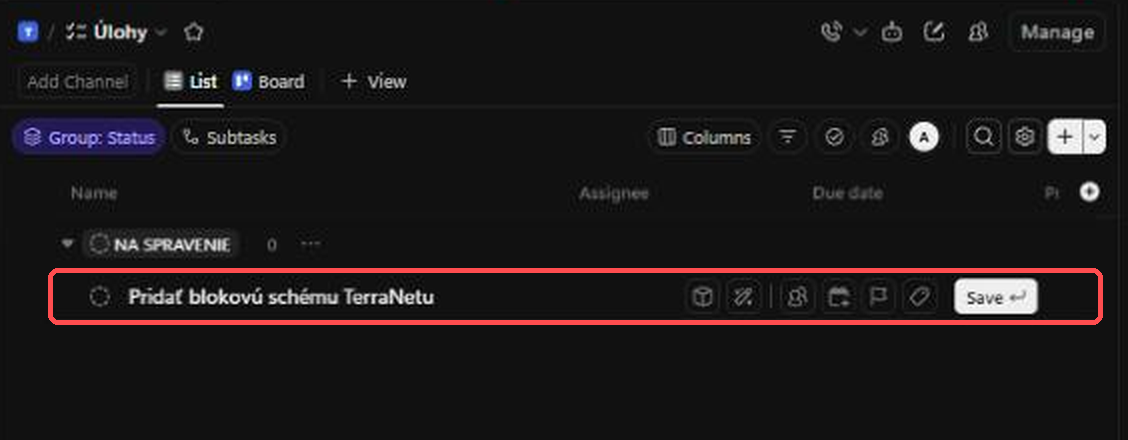 / Úlohy
Manage
Add Channel
List
Board
+ View
Group: Status
Subtasks
Columns
A
Name
Assignee
Due date
NA SPRAVENIE 0 ...
Pridať blokovú schému TerraNetu
Save